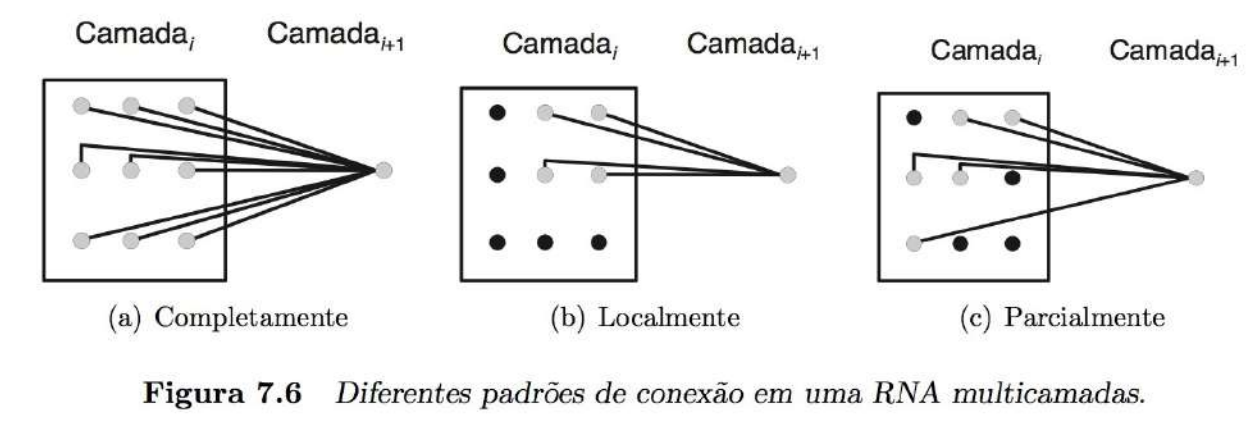 Camadaᵢ Camadaᵢ₊₁
Camadaᵢ Camadaᵢ₊₁
Camadaᵢ Camadaᵢ₊₁
(a) Completamente
(b) Localmente
(c) Parcialmente
Figura 7.6 Diferentes padrões de conexão em uma RNA multicamadas.